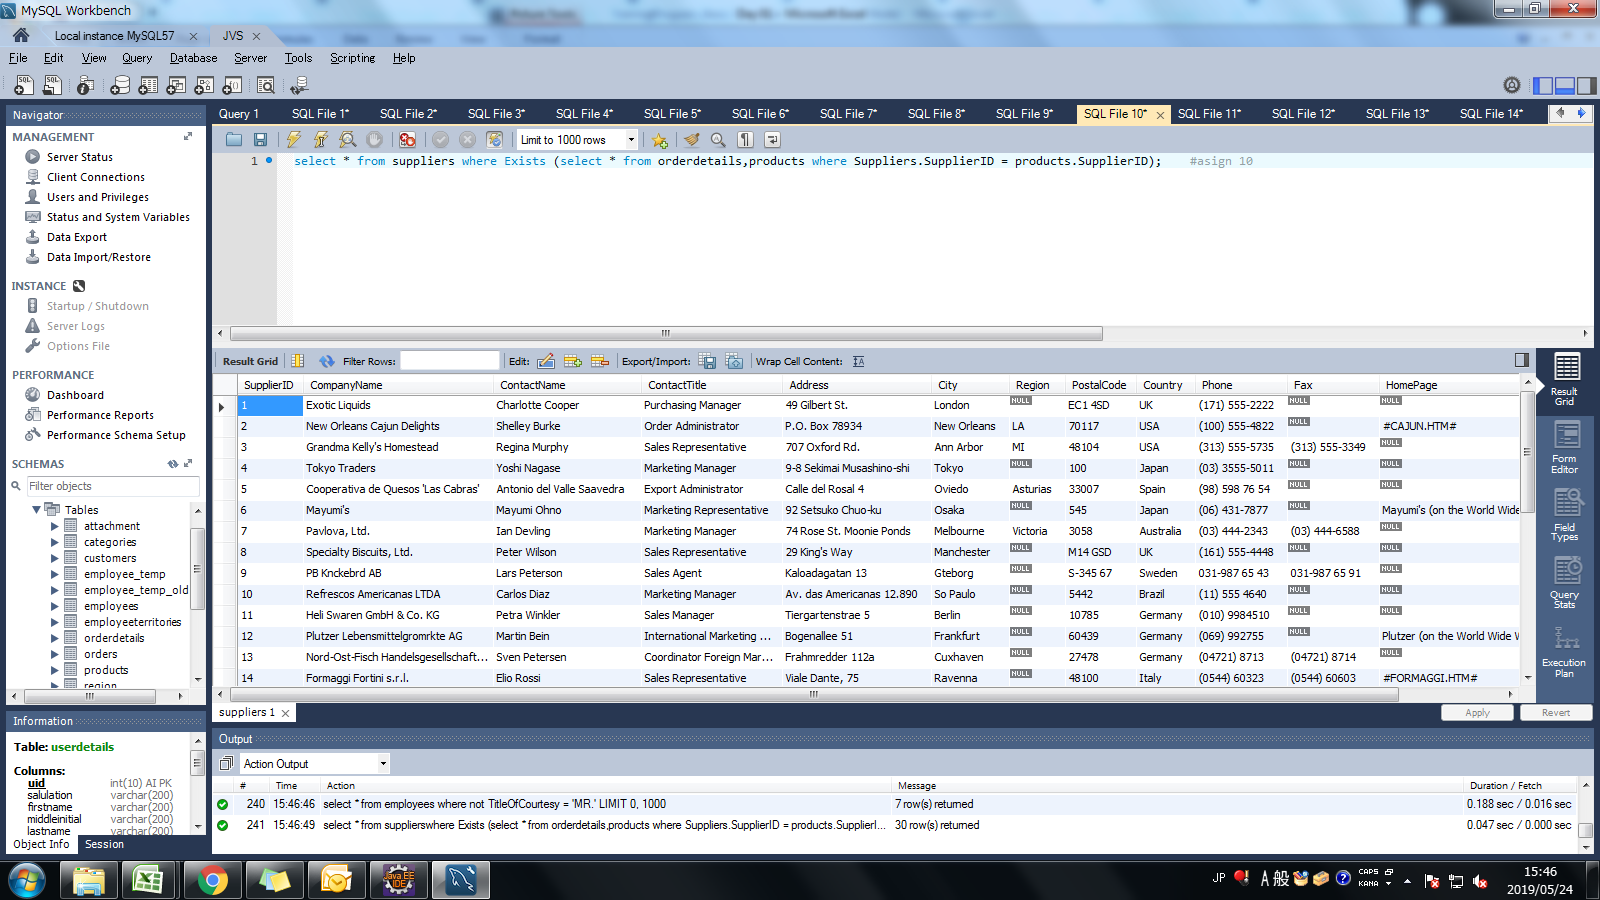 MySQL Workbench
Local instance MySQL57 JVS
File Edit View Query Database Server Tools Scripting Help
Navigator
MANAGEMENT
Server Status
Client Connections
Users and Privileges
Status and System Variables
Data Export
Data Import/Restore
INSTANCE
Startup / Shutdown
Server Logs
Options File
PERFORMANCE
Dashboard
Performance Reports
Performance Schema Setup
SCHEMAS
Filter objects
Tables
attachment
categories
customers
employee_temp
employee_temp_old
employees
employeeterritories
orderdetails
orders
products
region
Information
Table: userdetails
Columns:
uid int(10) AI PK
salulation varchar(200)
firstname varchar(200)
middleinitial varchar(200)
lastname varchar(200)
Object Info Session
Query 1 SQL File 1* SQL File 2* SQL File 3* SQL File 4* SQL File 5* SQL File 6* SQL File 7* SQL File 8* SQL File 9* SQL File 10* SQL File 11* SQL File 12* SQL File 13* SQL File 14*
Limit to 1000 rows
1 select * from suppliers where Exists (select * from orderdetails,products where Suppliers.SupplierID = products.SupplierID); #asign 10
Result Grid Filter Rows: Edit: Export/Import: Wrap Cell Content:
SupplierID CompanyName ContactName ContactTitle Address City Region PostalCode Country Phone Fax HomePage
1 Exotic Liquids Charlotte Cooper Purchasing Manager 49 Gilbert St. London NULL EC1 4SD UK (171) 555-2222 NULL NULL
2 New Orleans Cajun Delights Shelley Burke Order Administrator P.O. Box 78934 New Orleans LA 70117 USA (100) 555-4822 NULL #CAJUN.HTM#
3 Grandma Kelly's Homestead Regina Murphy Sales Representative 707 Oxford Rd. Ann Arbor MI 48104 USA (313) 555-5735 (313) 555-3349 NULL
4 Tokyo Traders Yoshi Nagase Marketing Manager 9-8 Sekimai Musashino-shi Tokyo NULL 100 Japan (03) 3555-5011 NULL NULL
5 Cooperativa de Quesos 'Las Cabras' Antonio del Valle Saavedra Export Administrator Calle del Rosal 4 Oviedo Asturias 33007 Spain (98) 598 76 54 NULL NULL
6 Mayumi's Mayumi Ohno Marketing Representative 92 Setsuko Chuo-ku Osaka NULL 545 Japan (06) 431-7877 NULL Mayumi's (on the World Wide
7 Pavlova, Ltd. Ian Devling Marketing Manager 74 Rose St. Moonie Ponds Melbourne Victoria 3058 Australia (03) 444-2343 (03) 444-6588 NULL
8 Specialty Biscuits, Ltd. Peter Wilson Sales Representative 29 King's Way Manchester NULL M14 GSD UK (161) 555-4448 NULL NULL
9 PB Knckebrd AB Lars Peterson Sales Agent Kaloadagatan 13 Gteborg NULL S-345 67 Sweden 031-987 65 43 031-987 65 91 NULL
10 Refrescos Americanas LTDA Carlos Diaz Marketing Manager Av. das Americanas 12.890 So Paulo NULL 5442 Brazil (11) 555 4640 NULL NULL
11 Heli Swaren GmbH & Co. KG Petra Winkler Sales Manager Tiergartenstrae 5 Berlin NULL 10785 Germany (010) 9984510 NULL NULL
12 Plutzer Lebensmittelgromrkte AG Martin Bein International Marketing ... Bogenallee 51 Frankfurt NULL 60439 Germany (069) 992755 NULL Plutzer (on the World Wide W
13 Nord-Ost-Fisch Handelsgesellschaft... Sven Petersen Coordinator Foreign Mar... Frahmredder 112a Cuxhaven NULL 27478 Germany (04721) 8713 (04721) 8714 NULL
14 Formaggi Fortini s.r.l. Elio Rossi Sales Representative Viale Dante, 75 Ravenna NULL 48100 Italy (0544) 60323 (0544) 60603 #FORMAGGI.HTM#
Result Grid
Form Editor
Field Types
Query Stats
Execution Plan
suppliers 1 Apply Revert
Output
Action Output
# Time Action Message Duration / Fetch
240 15:46:46 select * from employees where not TitleOfCourtesy = 'MR.' LIMIT 0, 1000 7 row(s) returned 0.188 sec / 0.016 sec
241 15:46:49 select * from supplierswhere Exists (select * from orderdetails,products where Suppliers.SupplierID = products.SupplierI... 30 row(s) returned 0.047 sec / 0.000 sec
Java EE IDE
JP A 般 CAPS KANA
15:46
2019/05/24